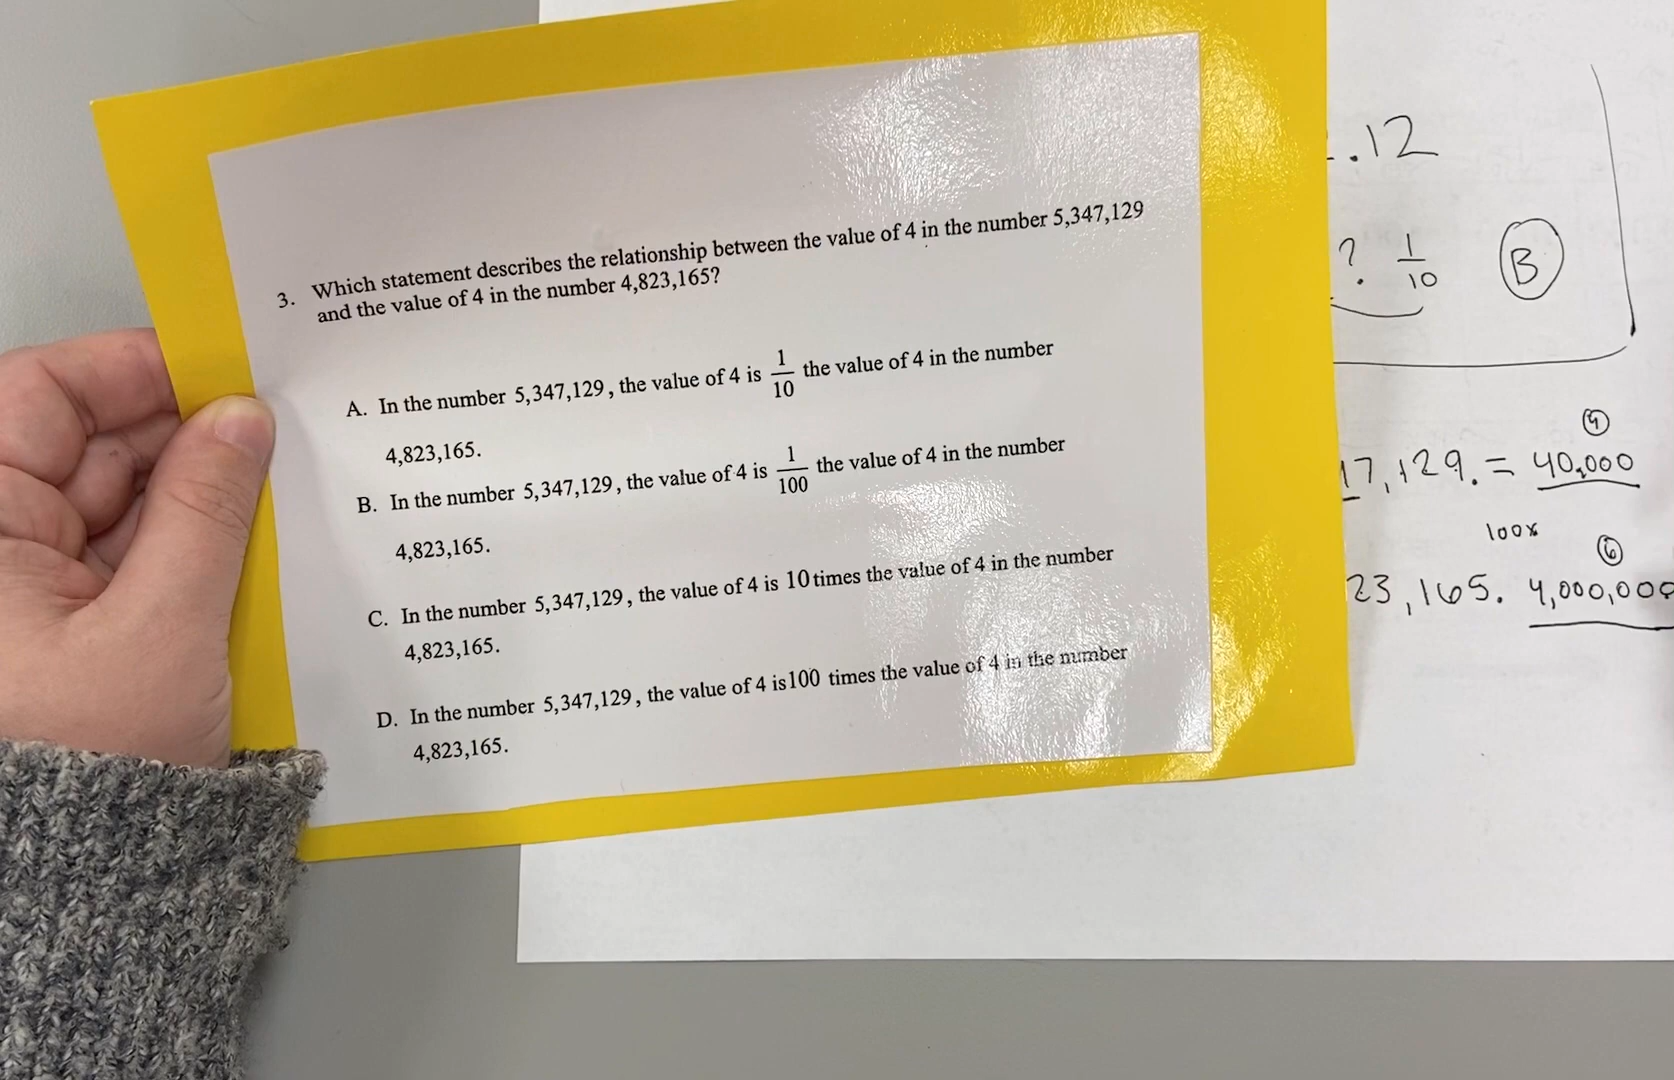 3. Which statement describes the relationship between the value of 4 in the number 5,347,129
and the value of 4 in the number 4,823,165?
A. In the number 5,347,129, the value of 4 is 1/10 the value of 4 in the number
4,823,165.
B. In the number 5,347,129, the value of 4 is 1/100 the value of 4 in the number
4,823,165.
C. In the number 5,347,129, the value of 4 is 10 times the value of 4 in the number
4,823,165.
D. In the number 5,347,129, the value of 4 is 100 times the value of 4 in the number
4,823,165.
.12
? 1/10 B
4
17,129. = 40,000
100x
6
23,165. 4,000,000